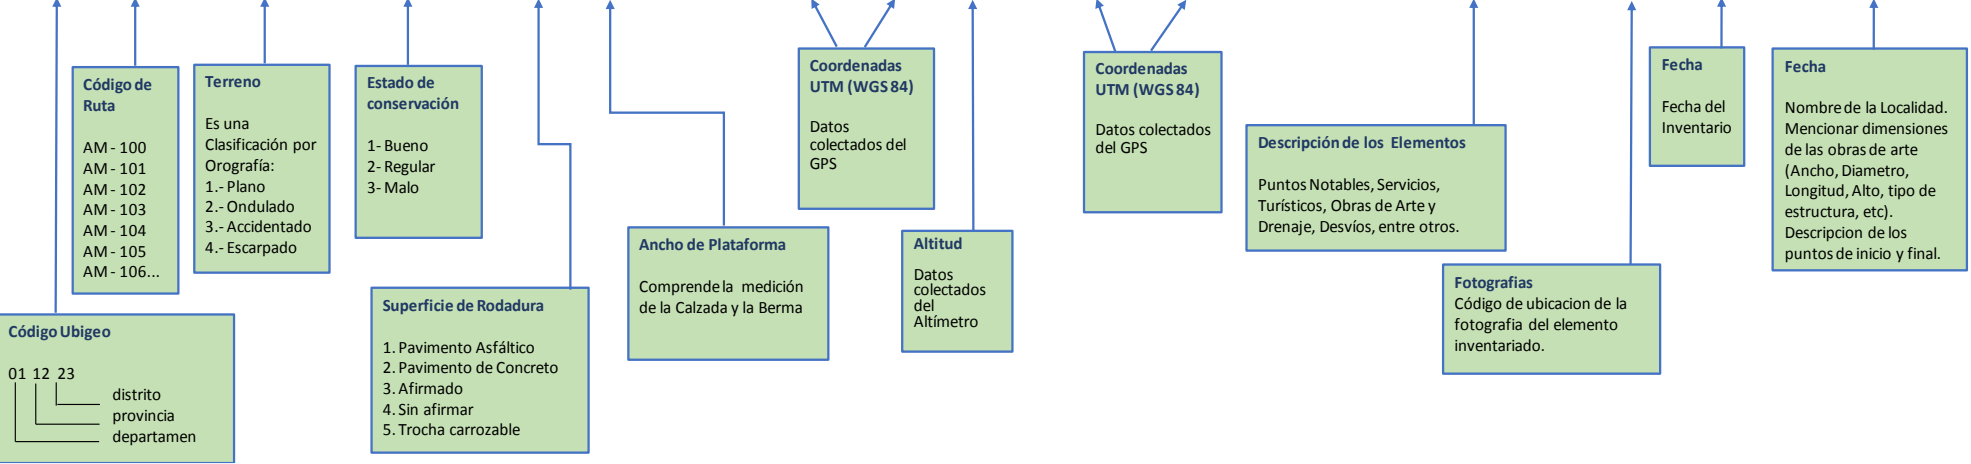 Código de
Ruta
AM - 100
AM - 101
AM - 102
AM - 103
AM - 104
AM - 105
AM - 106...
Terreno
Es una
Clasificación por
Orografía:
1.- Plano
2.- Ondulado
3.- Accidentado
4.- Escarpado
Estado de
conservación
1- Bueno
2- Regular
3- Malo
Coordenadas
UTM (WGS 84)
Datos
colectados del
GPS
Coordenadas
UTM (WGS 84)
Datos colectados
del GPS
Fecha
Fecha del
Inventario
Fecha
Nombre de la Localidad.
Mencionar dimensiones
de las obras de arte
(Ancho, Diametro,
Longitud, Alto, tipo de
estructura, etc).
Descripcion de los
puntos de inicio y final.
Descripción de los Elementos
Puntos Notables, Servicios,
Turísticos, Obras de Arte y
Drenaje, Desvíos, entre otros.
Ancho de Plataforma
Comprende la medición
de la Calzada y la Berma
Altitud
Datos
colectados
del
Altímetro
Fotografias
Código de ubicacion de la
fotografia del elemento
inventariado.
Superficie de Rodadura
1. Pavimento Asfáltico
2. Pavimento de Concreto
3. Afirmado
4. Sin afirmar
5. Trocha carrozable
Código Ubigeo
01 12 23
distrito
provincia
departamen